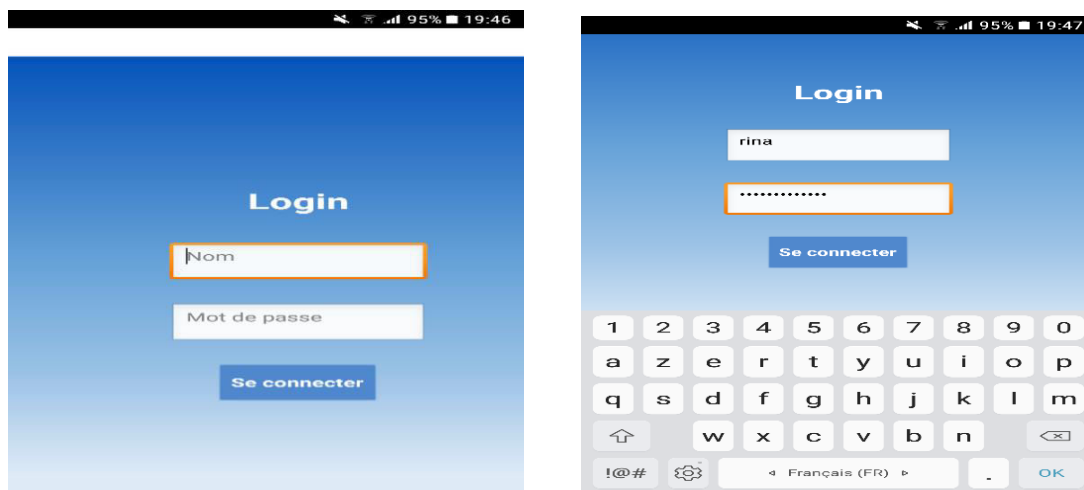 95% 19:46
Login
Nom
Mot de passe
Se connecter
95% 19:47
Login
rina
•••••••••••••
Se connecter
1 2 3 4 5 6 7 8 9 0
a z e r t y u i o p
q s d f g h j k l m
w x c v b n
!@# Français (FR) . OK